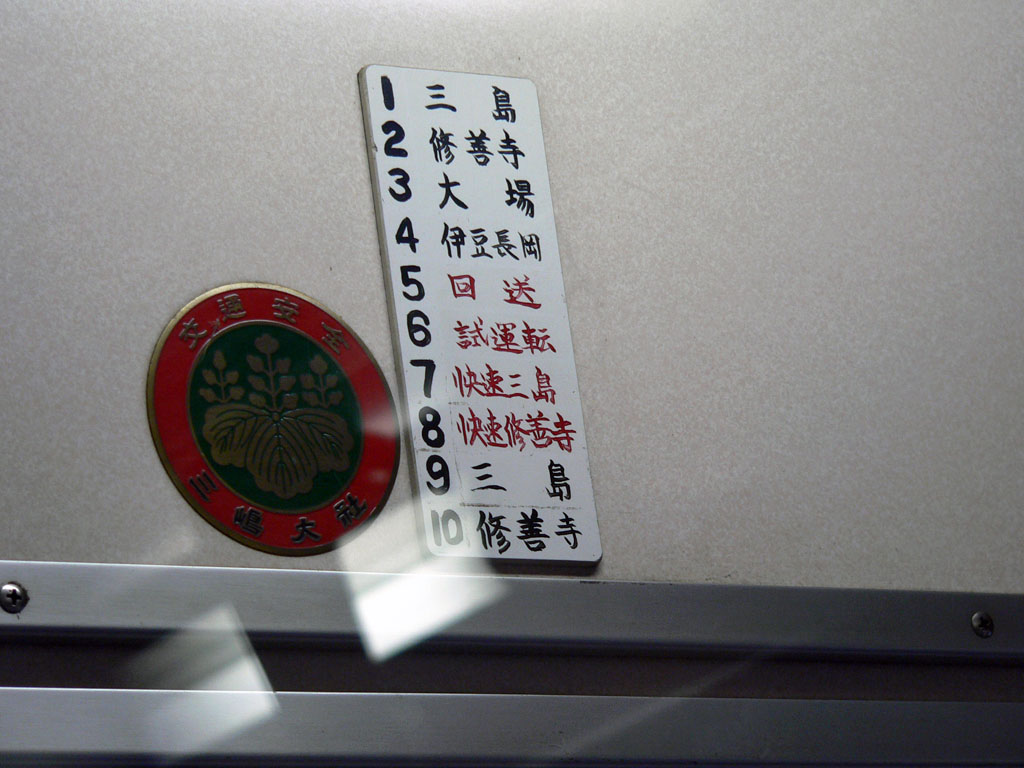 1 三島
2 修善寺
3 大場
4 伊豆長岡
5 回送
6 試運転
7 快速三島
8 快速修善寺
9 三島
10 修善寺
交通安全
三嶋大社